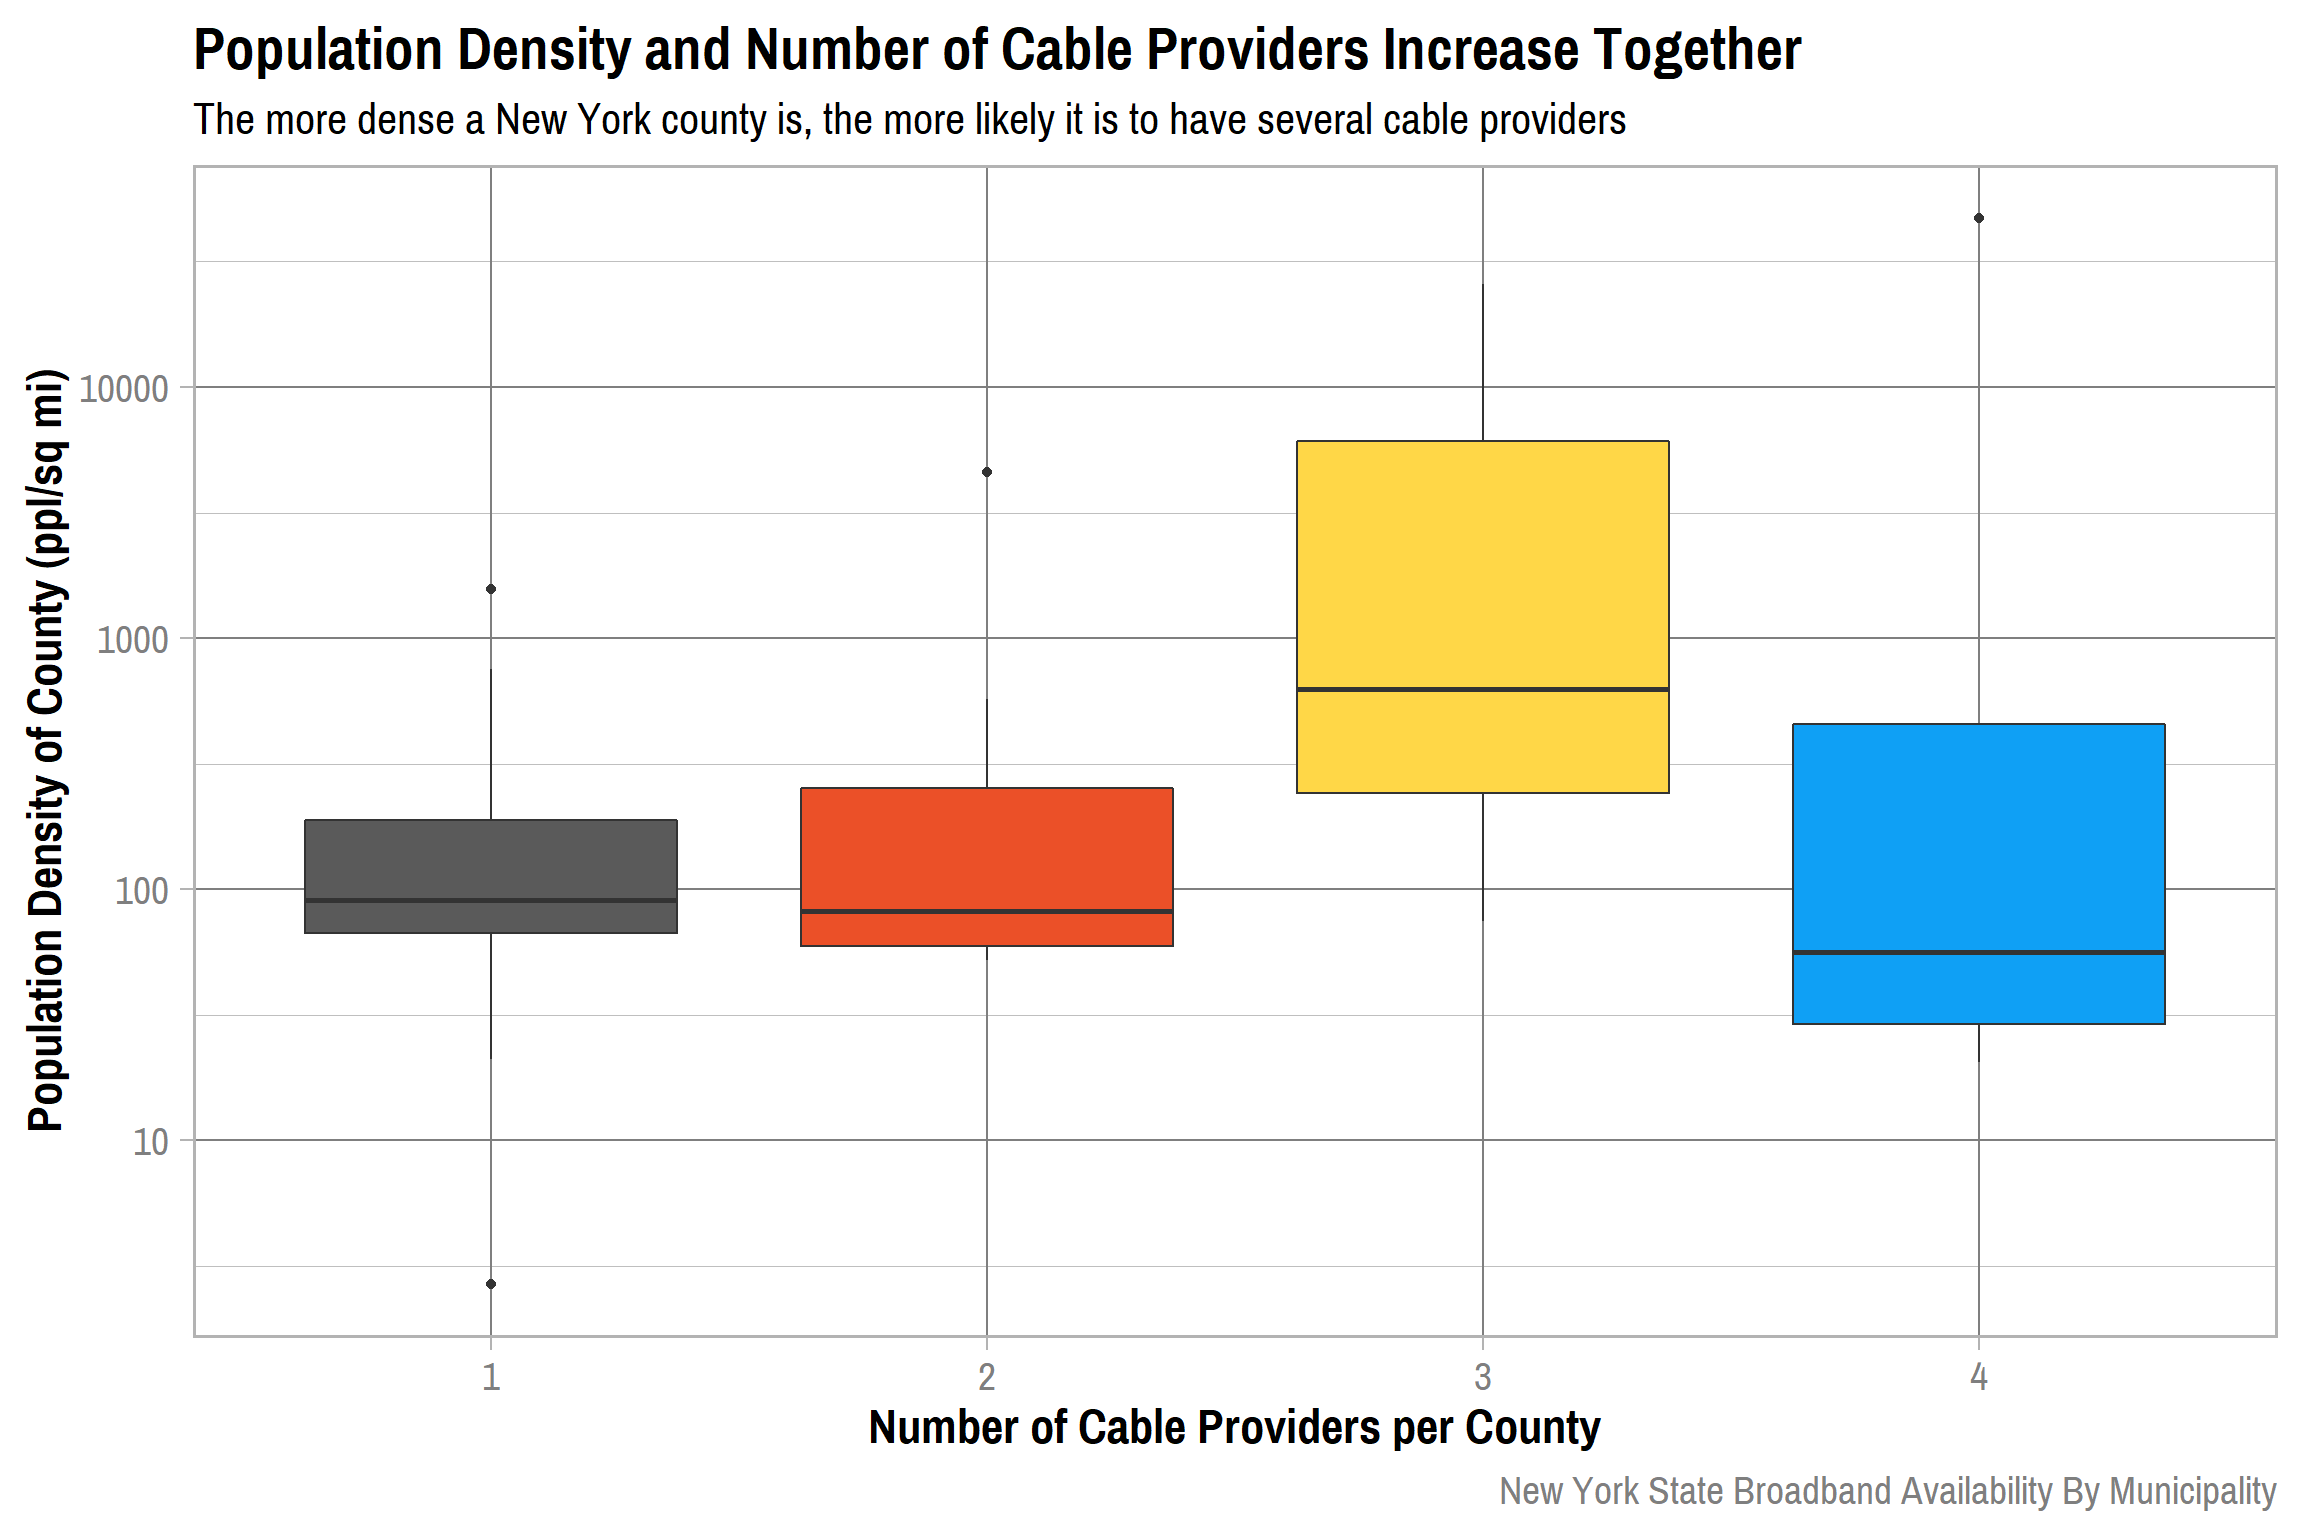 Population Density and Number of Cable Providers Increase Together
The more dense a New York county is, the more likely it is to have several cable providers
Population Density of County (ppl/sq mi)
10000
1000
100
10
1 2 3 4
Number of Cable Providers per County
New York State Broadband Availability By Municipality